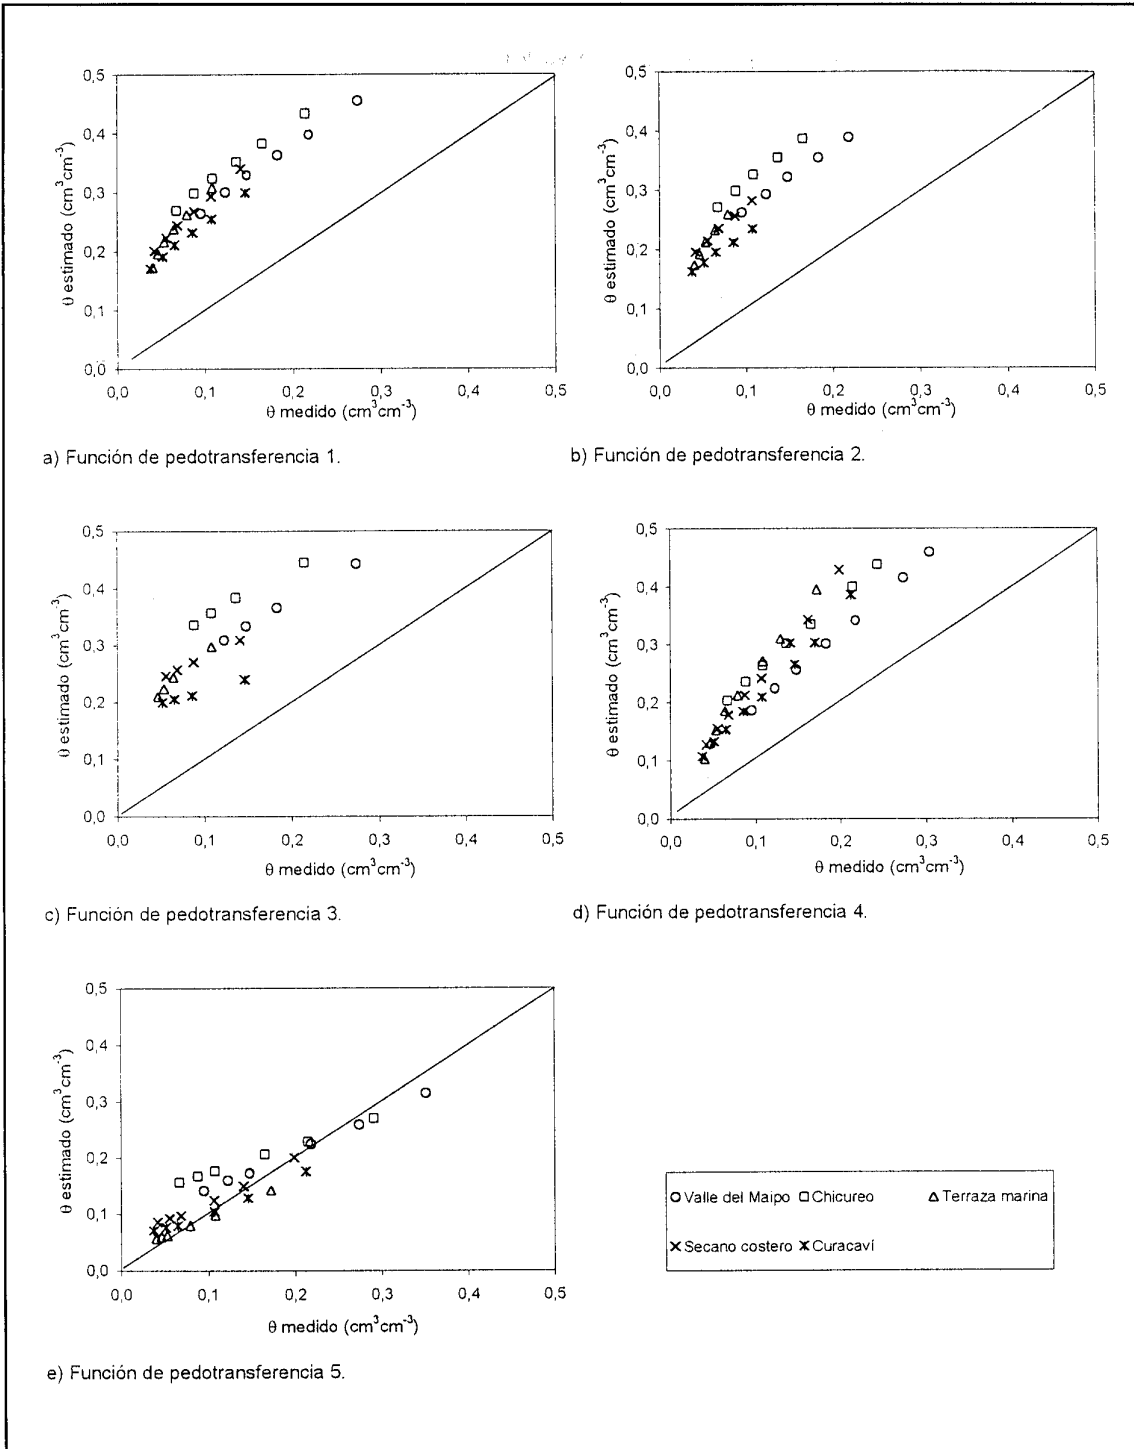 0,5
0,4
0,3
0,2
0,1
0,0
θ estimado (cm³cm⁻³)
0,0 0,1 0,2 0,3 0,4 0,5
θ medido (cm³cm⁻³)
a) Función de pedotransferencia 1.
0,5
0,4
0,3
0,2
0,1
0,0
θ estimado (cm³cm⁻³)
0,0 0,1 0,2 0,3 0,4 0,5
θ medido (cm³cm⁻³)
b) Función de pedotransferencia 2.
0,5
0,4
0,3
0,2
0,1
0,0
θ estimado (cm³cm⁻³)
0,0 0,1 0,2 0,3 0,4 0,5
θ medido (cm³cm⁻³)
c) Función de pedotransferencia 3.
0,5
0,4
0,3
0,2
0,1
0,0
θ estimado (cm³cm⁻³)
0,0 0,1 0,2 0,3 0,4 0,5
θ medido (cm³cm⁻³)
d) Función de pedotransferencia 4.
0,5
0,4
0,3
0,2
0,1
0,0
θ estimado (cm³cm⁻³)
0,0 0,1 0,2 0,3 0,4 0,5
θ medido (cm³cm⁻³)
e) Función de pedotransferencia 5.
Valle del Maipo Chicureo Terraza marina
Secano costero Curacaví